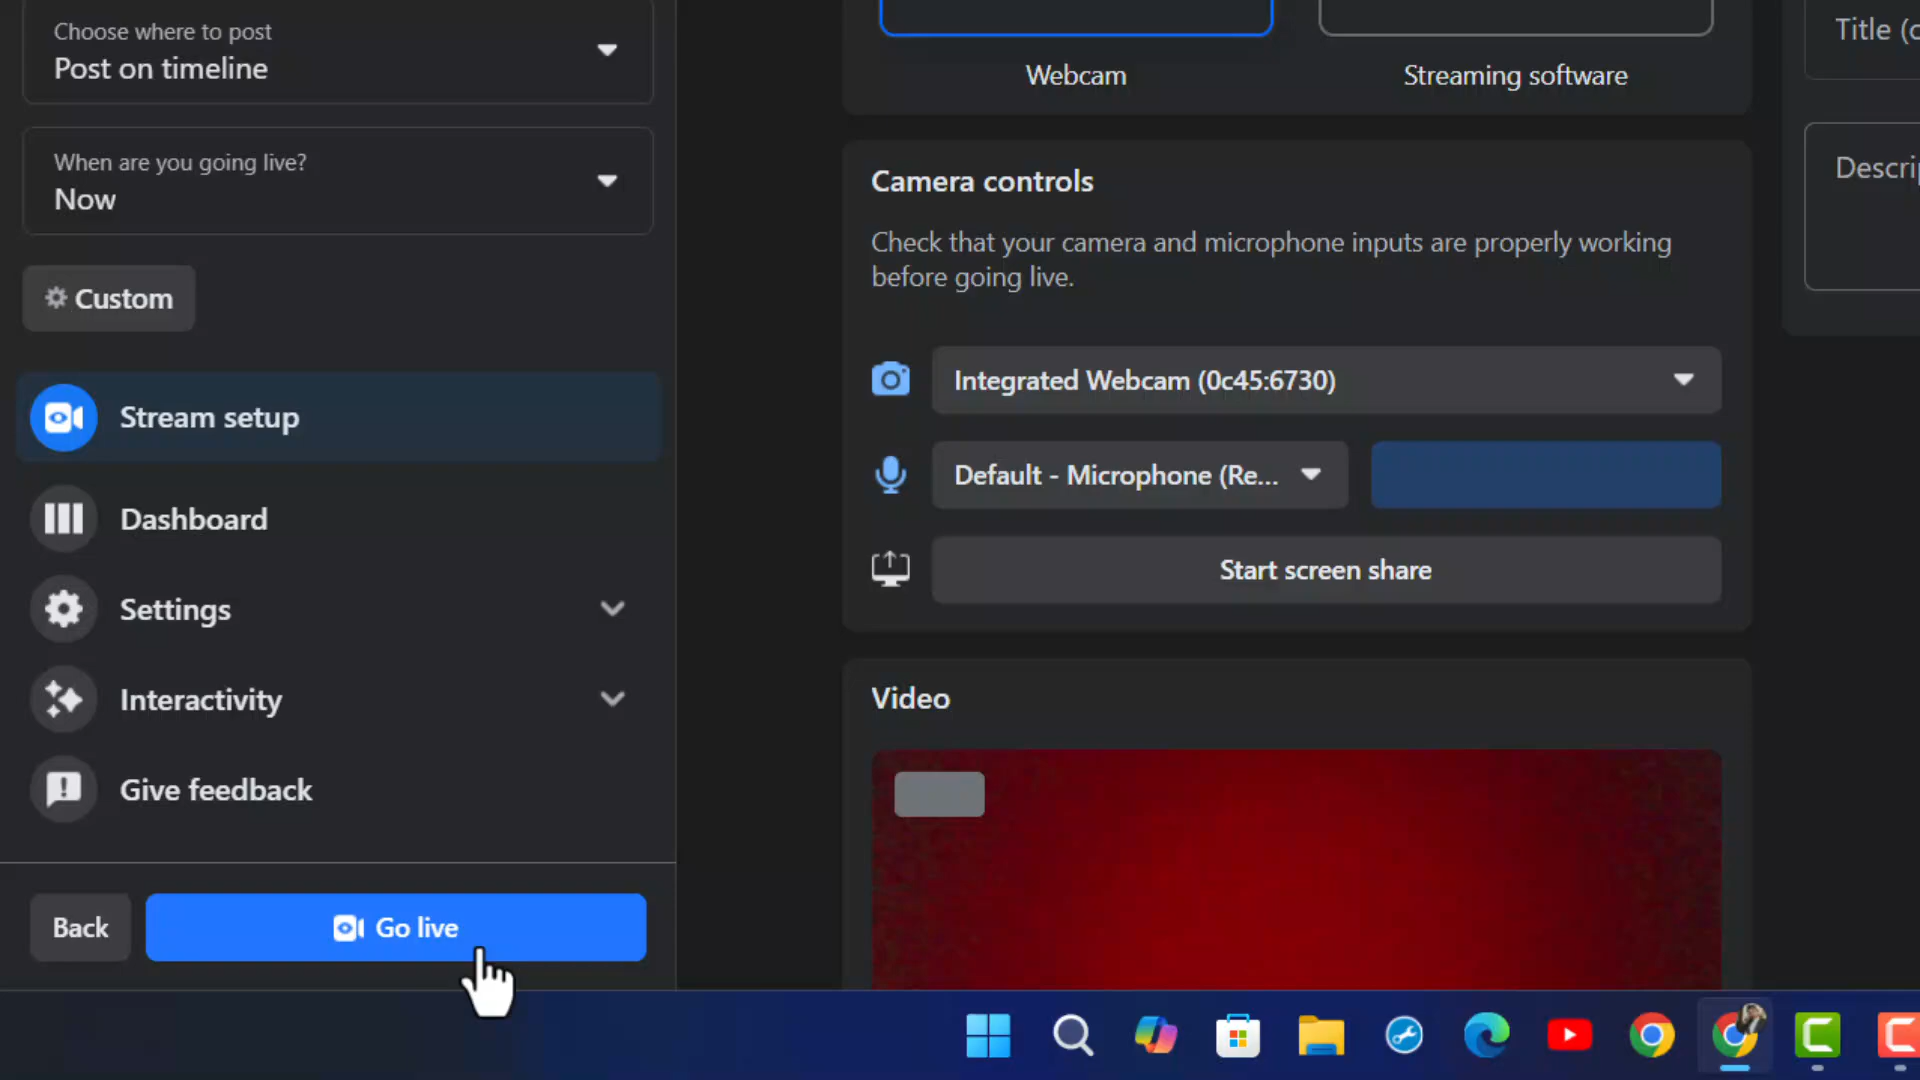 Choose where to post
Post on timeline
When are you going live?
Now
Custom
Stream setup
Dashboard
Settings
Interactivity
Give feedback
Back
Go live
Webcam
Streaming software
Camera controls
Check that your camera and microphone inputs are properly working
before going live.
Integrated Webcam (0c45:6730)
Default - Microphone (Re...
Start screen share
Video
Title (
Descri